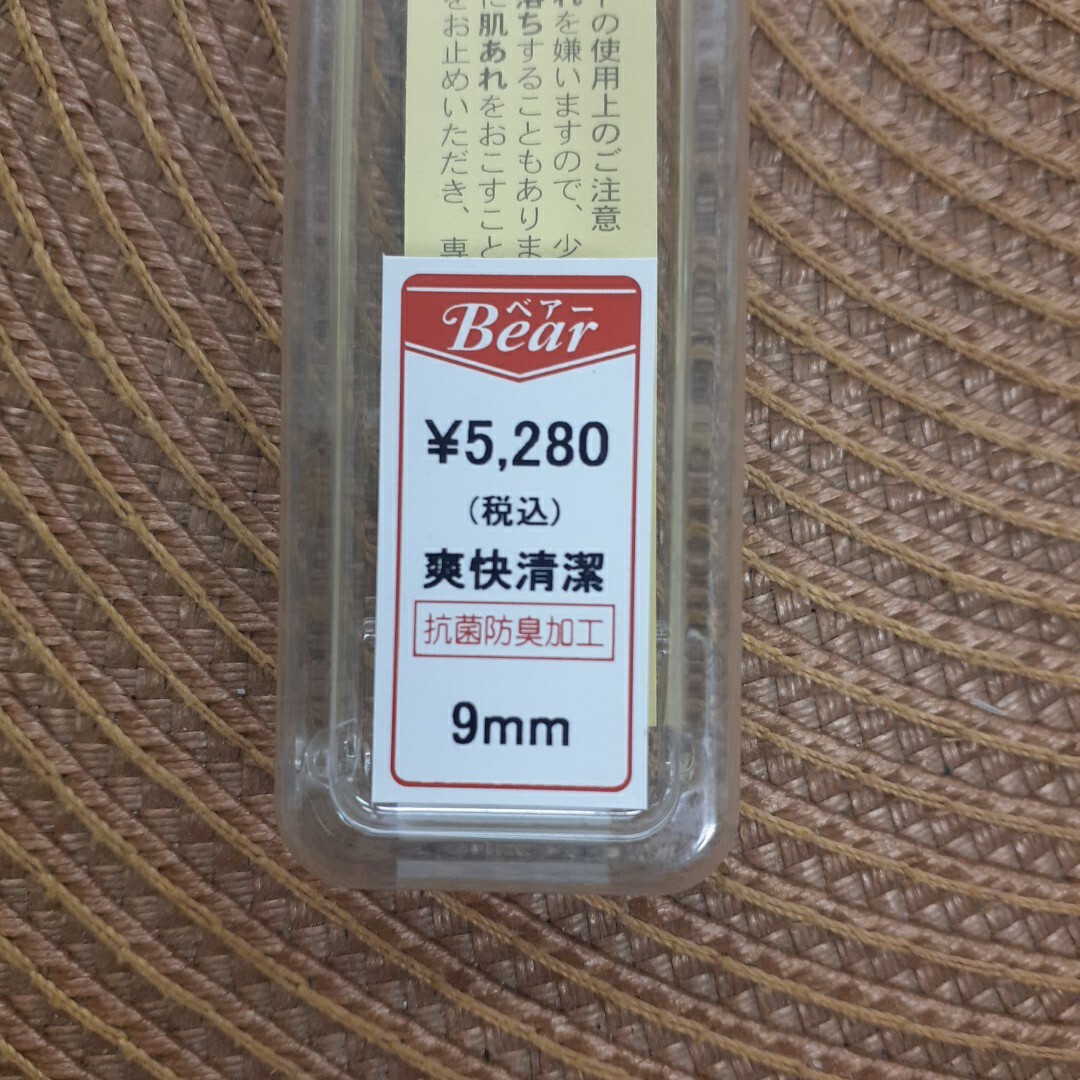 の使用上のご注意
れを嫌いますので、少
落ちすることもありま
に肌あれをおこすこと
をお止めいただき、専
ベアー
Bear
¥5,280
(税込)
爽快清潔
抗菌防臭加工
9mm